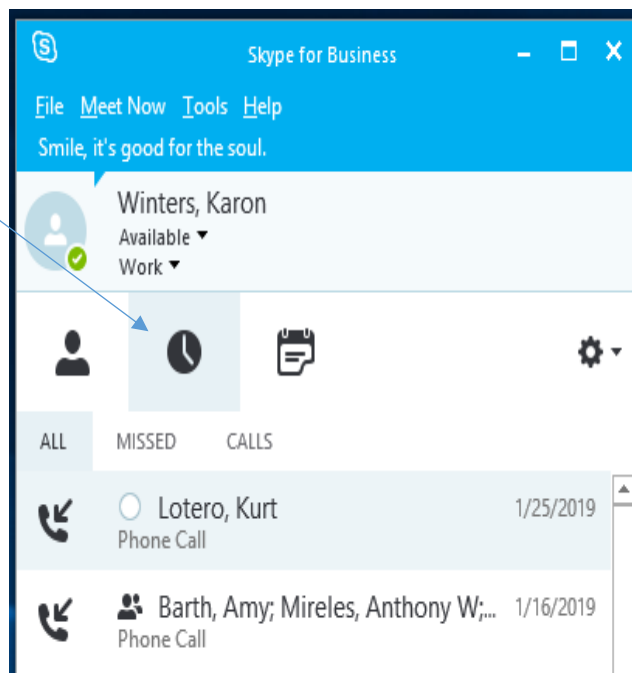 Skype for Business
File Meet Now Tools Help
Smile, it's good for the soul.
Winters, Karon
Available
Work
ALL MISSED CALLS
Lotero, Kurt 1/25/2019
Phone Call
Barth, Amy; Mireles, Anthony W;... 1/16/2019
Phone Call